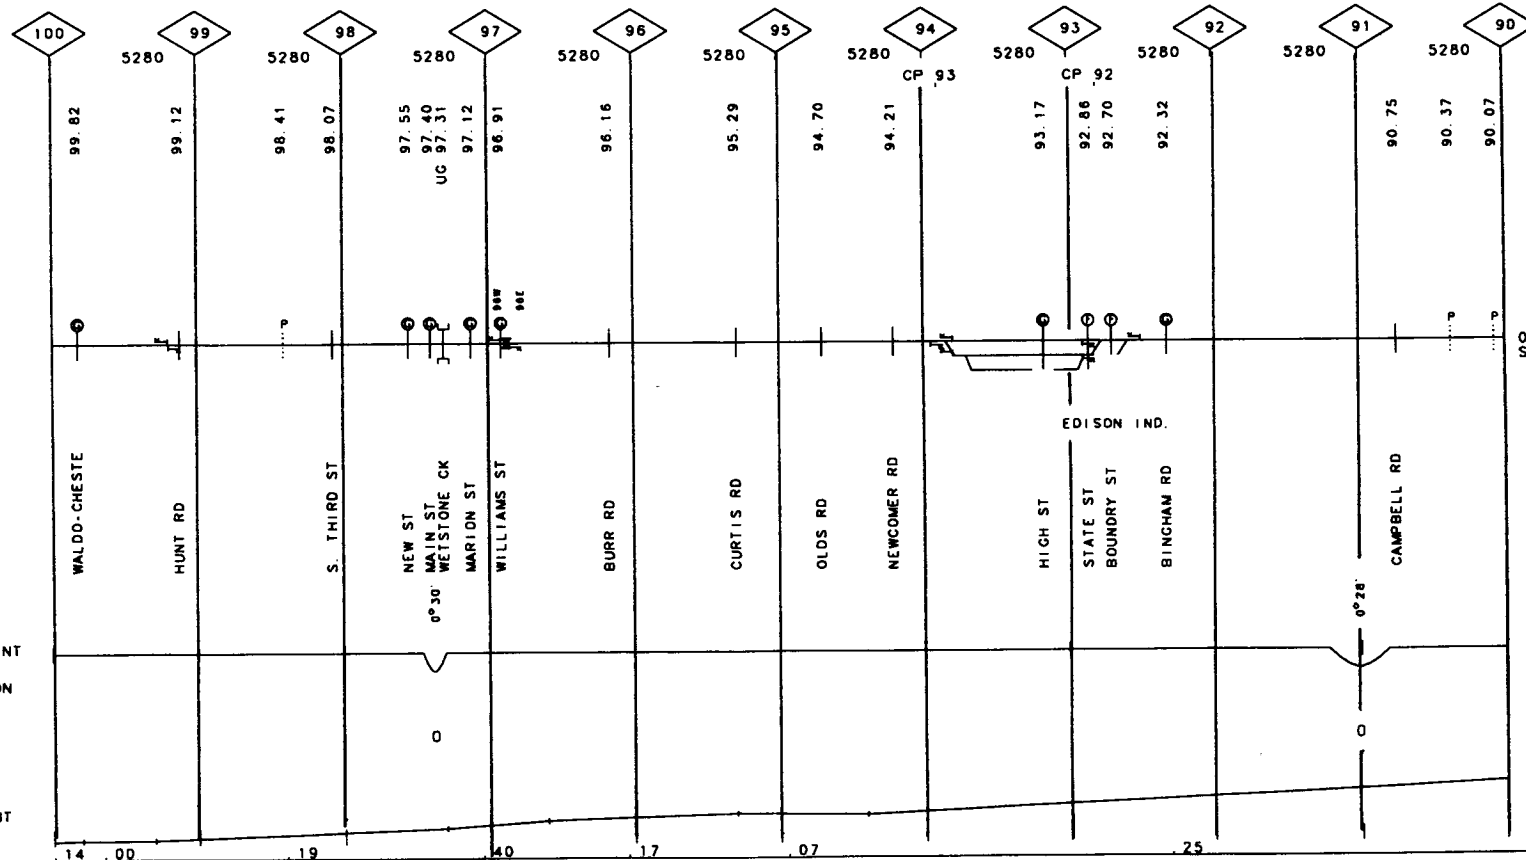 100 99 98 97 96 95 94 93 92 91 90
5280 5280 5280 5280 5280 5280 5280 5280 5280 5280
CP 93 CP 92
99.82 99.12 98.41 98.07 97.55 97.40 UG 97.31 97.12 96.91 96.16 95.29 94.70 94.21 93.17 92.86 92.70 92.32 90.75 90.37 90.07
96W 96E
P P P
EDISON IND.
WALDO-CHESTE
HUNT RD
S. THIRD ST
NEW ST
MAIN ST
WETSTONE CK
MARION ST
WILLIAMS ST
BURR RD
CURTIS RD
OLDS RD
NEWCOMER RD
HIGH ST
STATE ST
BOUNDRY ST
BINGHAM RD
CAMPBELL RD
0°30' 0°28'
NT
ON
0 0
.14 .00 .19 .40 .17 .07 .25